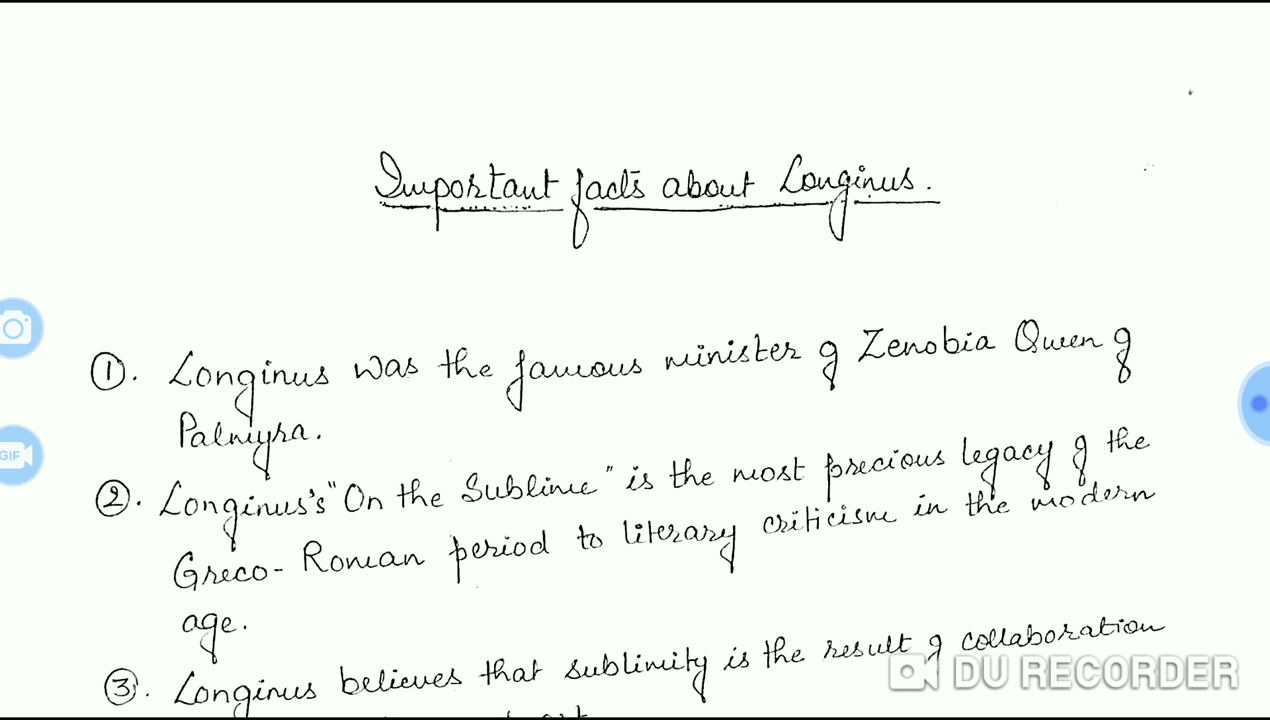 Important facts about Longinus.
①. Longinus was the famous minister of Zenobia Queen of
Palmyra.
②. Longinus's "On the Sublime" is the most precious legacy of the
Greco-Roman period to literary criticism in the modern
age.
③. Longinus believes that sublimity is the result of collaboration
GIF
DU RECORDER